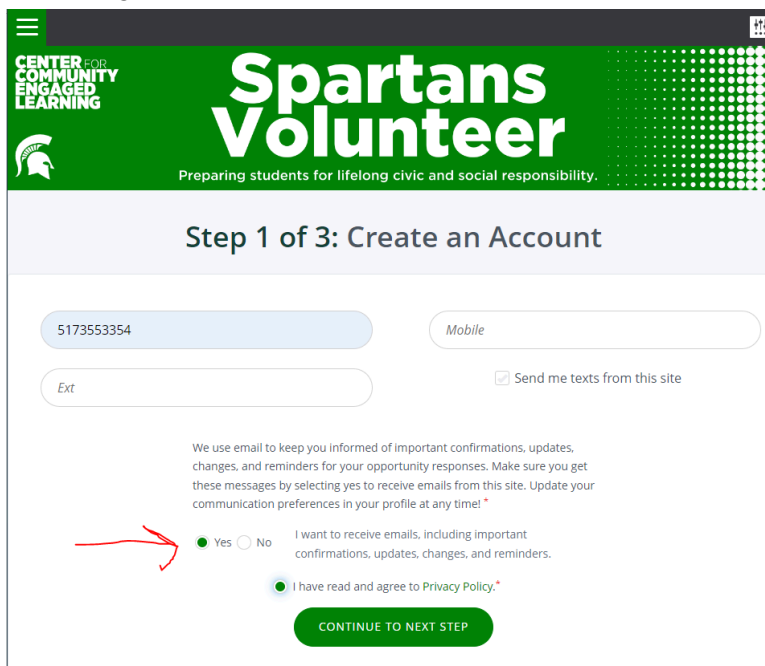 CENTER FOR
COMMUNITY
ENGAGED
LEARNING
Spartans
Volunteer
Preparing students for lifelong civic and social responsibility.
Step 1 of 3: Create an Account
5173553354
Mobile
Ext
Send me texts from this site
We use email to keep you informed of important confirmations, updates,
changes, and reminders for your opportunity responses. Make sure you get
these messages by selecting yes to receive emails from this site. Update your
communication preferences in your profile at any time! *
Yes No I want to receive emails, including important
confirmations, updates, changes, and reminders.
I have read and agree to Privacy Policy.*
CONTINUE TO NEXT STEP